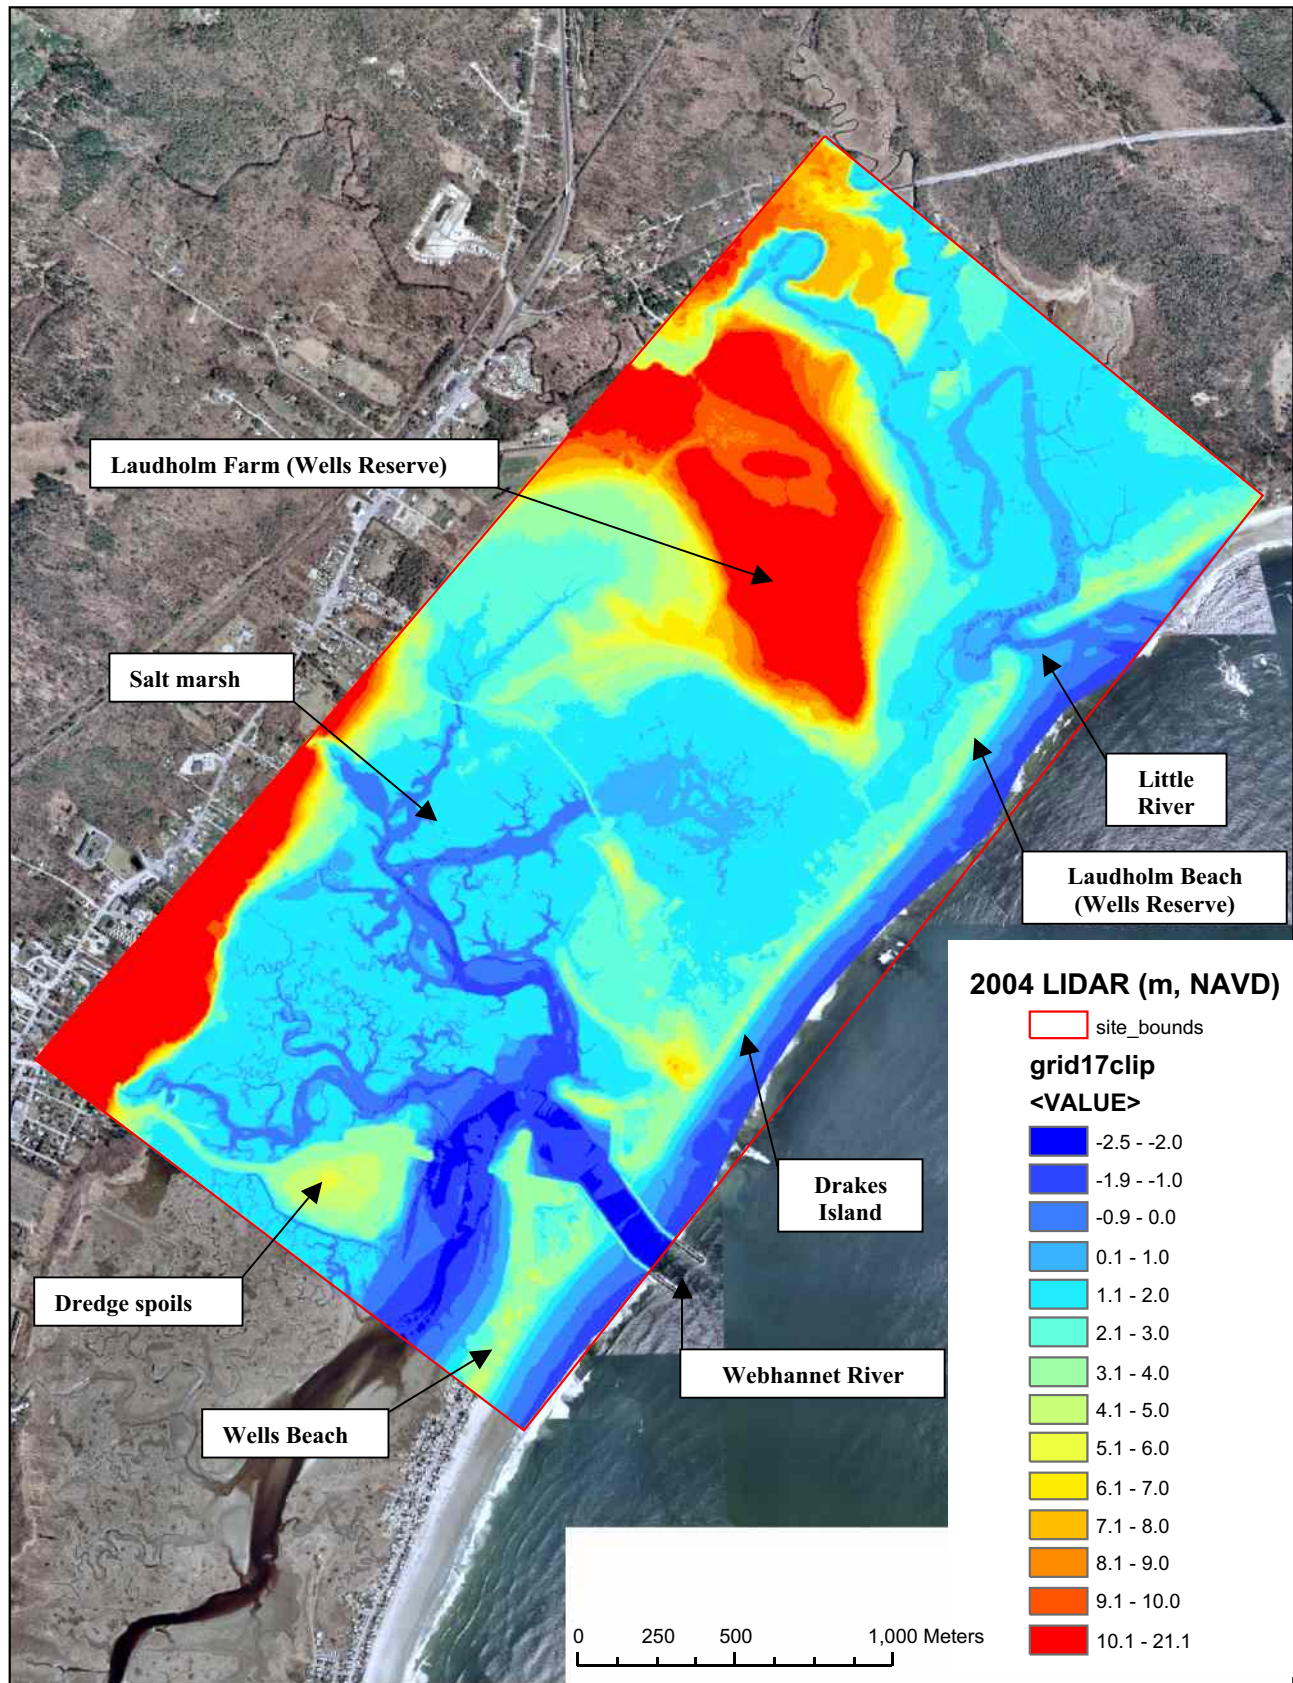 Laudholm Farm (Wells Reserve)
Salt marsh
Little
River
Laudholm Beach
(Wells Reserve)
2004 LIDAR (m, NAVD)
site_bounds
grid17clip
<VALUE>
-2.5 - -2.0
-1.9 - -1.0
-0.9 - 0.0
0.1 - 1.0
1.1 - 2.0
2.1 - 3.0
3.1 - 4.0
4.1 - 5.0
5.1 - 6.0
6.1 - 7.0
7.1 - 8.0
8.1 - 9.0
9.1 - 10.0
10.1 - 21.1
Drakes
Island
Dredge spoils
Webhannet River
Wells Beach
0 250 500 1,000 Meters